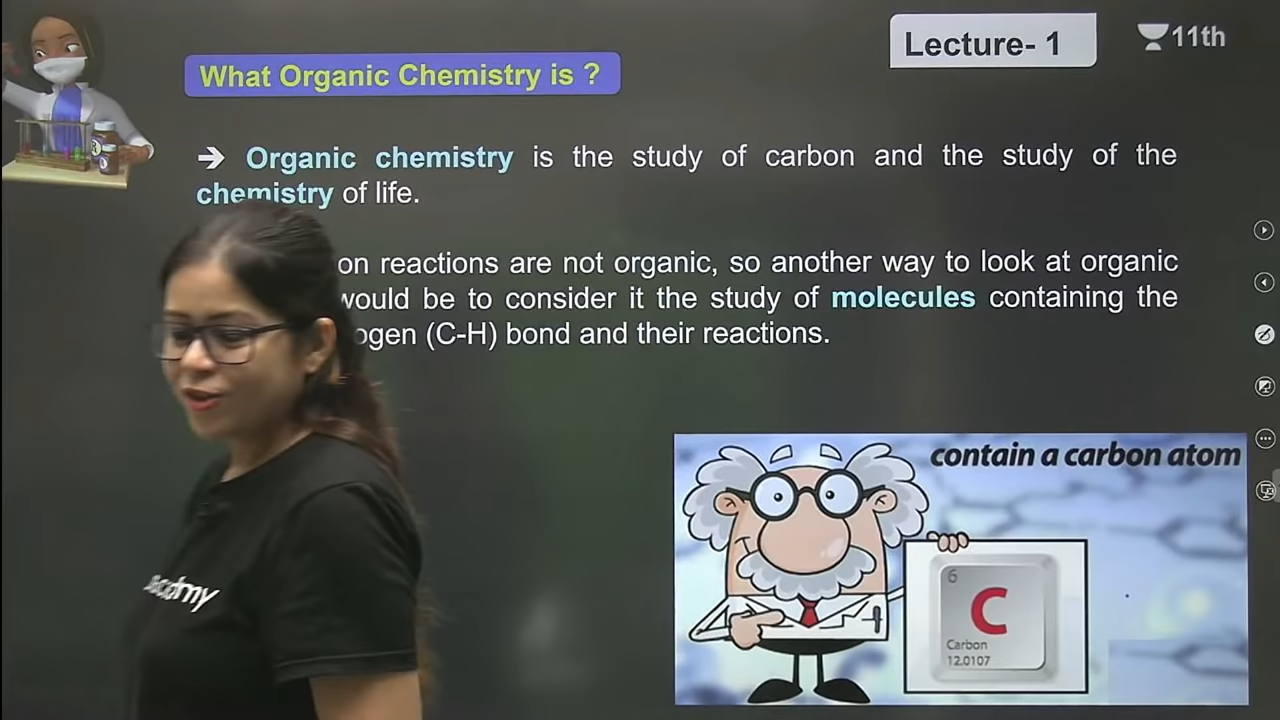 Lecture- 1
11th
What Organic Chemistry is ?
➔ Organic chemistry is the study of carbon and the study of the
chemistry of life.
on reactions are not organic, so another way to look at organic
would be to consider it the study of molecules containing the
ogen (C-H) bond and their reactions.
contain a carbon atom
6
C
Carbon
12.0107